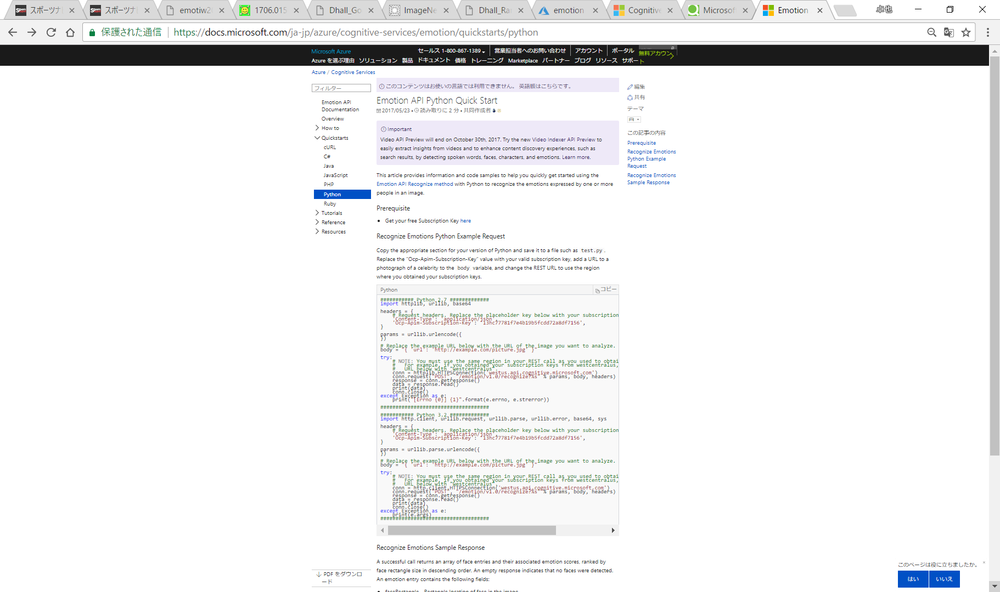 スポーツナ
スポーツナ
emotiw2
1706.015
Dhall_Go
ImageNe
Dhall_Ra
emotion
Cognitive
Microsof
Emotion
卓也
保護された通信
https://docs.microsoft.com/ja-jp/azure/cognitive-services/emotion/quickstarts/python
Microsoft Azure
セールス 1-800-867-1389
営業担当者へのお問い合わせ
アカウント
ポータル
無料アカウン
ト
Azure を選ぶ理由 ソリューション 製品 ドキュメント 価格 トレーニング Marketplace パートナー ブログ リソース サポート
Azure / Cognitive Services
フィルター
Emotion API
Documentation
Overview
How to
Quickstarts
cURL
C#
Java
JavaScript
PHP
Python
Ruby
Tutorials
Reference
Resources
PDF をダウンロ
ード
このコンテンツはお使いの言語では利用できません。 英語版はこちらです。
Emotion API Python Quick Start
2017/05/23 • 読み取りに 2 分 • 共同作成者
Important
Video API Preview will end on October 30th, 2017. Try the new Video Indexer API Preview to
easily extract insights from videos and to enhance content discovery experiences, such as
search results, by detecting spoken words, faces, characters, and emotions. Learn more.
This article provides information and code samples to help you quickly get started using the
Emotion API Recognize method with Python to recognize the emotions expressed by one or more
people in an image.
Prerequisite
• Get your free Subscription Key here
Recognize Emotions Python Example Request
Copy the appropriate section for your version of Python and save it to a file such as test.py .
Replace the "Ocp-Apim-Subscription-Key" value with your valid subscription key, add a URL to a
photograph of a celebrity to the body variable, and change the REST URL to use the region
where you obtained your subscription keys.
Python
コピー
########### Python 2.7 #############
import httplib, urllib, base64
headers = {
# Request headers. Replace the placeholder key below with your subscription
'Content-Type': 'application/json',
'Ocp-Apim-Subscription-Key': '13hc77781f7e4b19b5fcdd72a8df7156',
}
params = urllib.urlencode({
})
# Replace the example URL below with the URL of the image you want to analyze.
body = "{ 'url': 'http://example.com/picture.jpg' }"
try:
# NOTE: You must use the same region in your REST call as you used to obtai
# For example, if you obtained your subscription keys from westcentralus,
# URL below with "westcentralus".
conn = httplib.HTTPSConnection('westus.api.cognitive.microsoft.com')
conn.request("POST", "/emotion/v1.0/recognize?%s" % params, body, headers)
response = conn.getresponse()
data = response.read()
print(data)
conn.close()
except Exception as e:
print("[Errno {0}] {1}".format(e.errno, e.strerror))
####################################
########### Python 3.2 #############
import http.client, urllib.request, urllib.parse, urllib.error, base64, sys
headers = {
# Request headers. Replace the placeholder key below with your subscription
'Content-Type': 'application/json',
'Ocp-Apim-Subscription-Key': '13hc77781f7e4b19b5fcdd72a8df7156',
}
params = urllib.parse.urlencode({
})
# Replace the example URL below with the URL of the image you want to analyze.
body = "{ 'url': 'http://example.com/picture.jpg' }"
try:
# NOTE: You must use the same region in your REST call as you used to obtai
# For example, if you obtained your subscription keys from westcentralus,
# URL below with "westcentralus".
conn = http.client.HTTPSConnection('westus.api.cognitive.microsoft.com')
conn.request("POST", "/emotion/v1.0/recognize?%s" % params, body, headers)
response = conn.getresponse()
data = response.read()
print(data)
conn.close()
except Exception as e:
print(e.args)
####################################
Recognize Emotions Sample Response
A successful call returns an array of face entries and their associated emotion scores, ranked by
face rectangle size in descending order. An empty response indicates that no faces were detected.
An emotion entry contains the following fields:
• faceRectangle - Rectangle location of face in the image
編集
共有
テーマ
この記事の内容
Prerequisite
Recognize Emotions
Python Example
Request
Recognize Emotions
Sample Response
このページは役に立ちましたか。
はい
いいえ